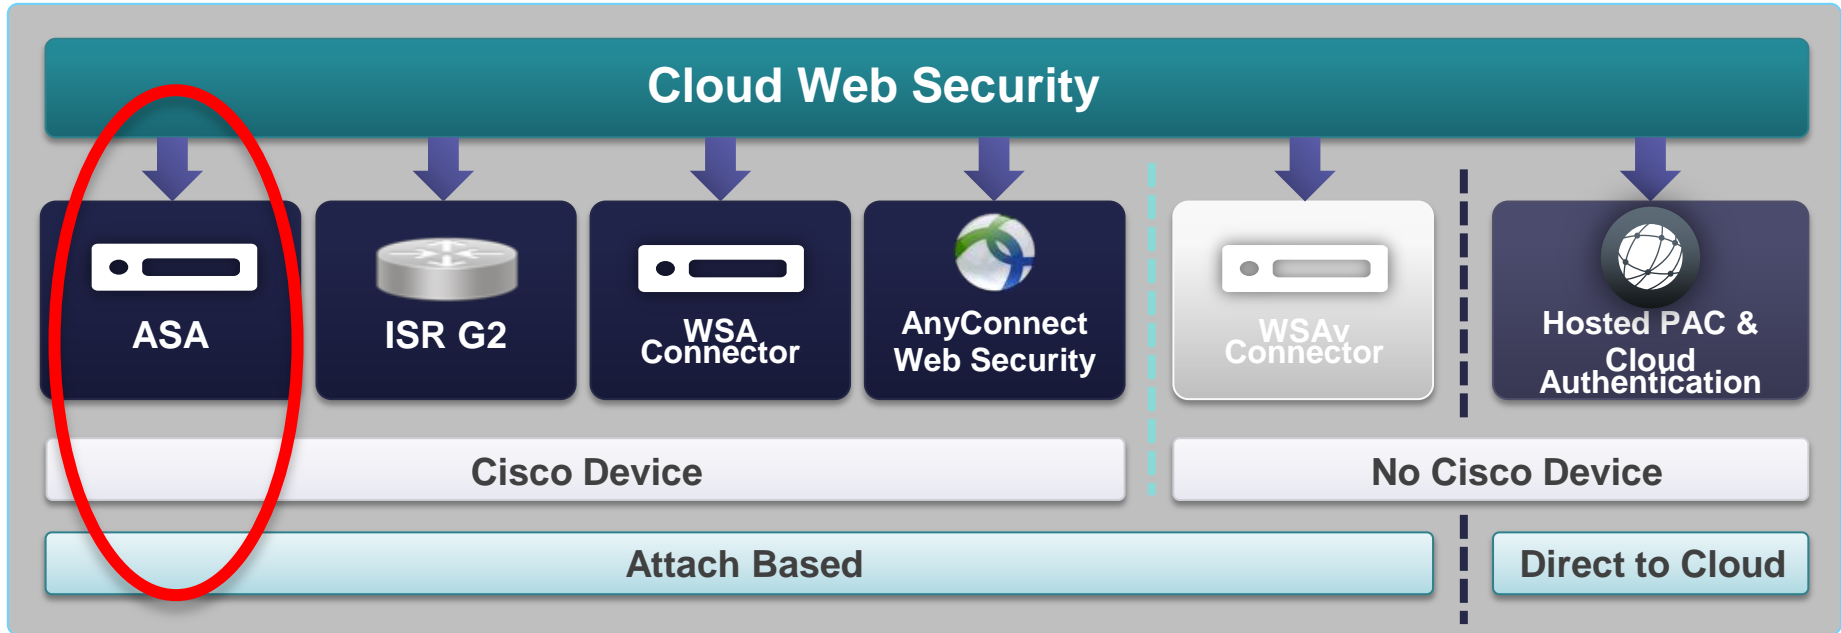 Cloud Web Security
ASA
ISR G2
WSA
Connector
AnyConnect
Web Security
WSAv
Connector
Hosted PAC &
Cloud
Authentication
Cisco Device
No Cisco Device
Attach Based
Direct to Cloud